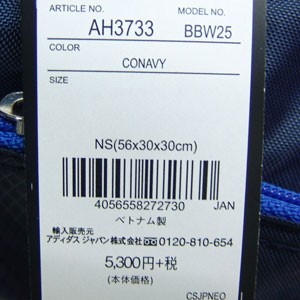 ARTICLE NO. MODEL NO.
AH3733 BBW25
COLOR
CONAVY
SIZE
NS(56x30x30cm)
4056558272730 JAN
ベトナム製
輸入販売元
アディダス ジャパン株式会社 0120-810-654
5,300円+税
(本体価格)
CSJPNEO